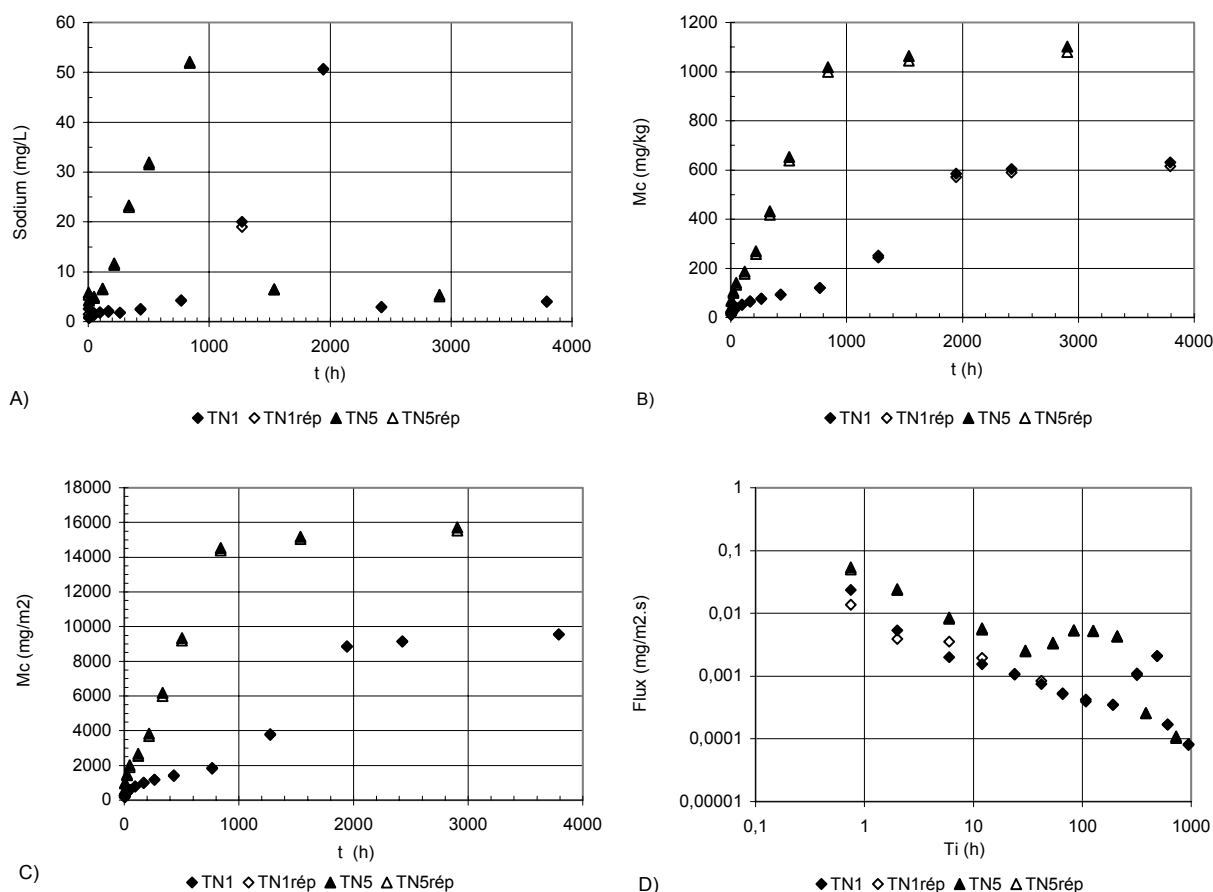 60
50
40
30
20
10
0
Sodium (mg/L)
0 1000 2000 3000 4000
t (h)
A)
TN1 TN1rép TN5 TN5rép
1200
1000
800
600
400
200
0
Mc (mg/kg)
0 1000 2000 3000 4000
t (h)
B)
TN1 TN1rép TN5 TN5rép
18000
16000
14000
12000
10000
8000
6000
4000
2000
0
Mc (mg/m2)
0 1000 2000 3000 4000
t (h)
C)
TN1 TN1rép TN5 TN5rép
1
0,1
0,01
0,001
0,0001
0,00001
Flux (mg/m2.s)
0,1 1 10 100 1000
Ti (h)
D)
TN1 TN1rép TN5 TN5rép